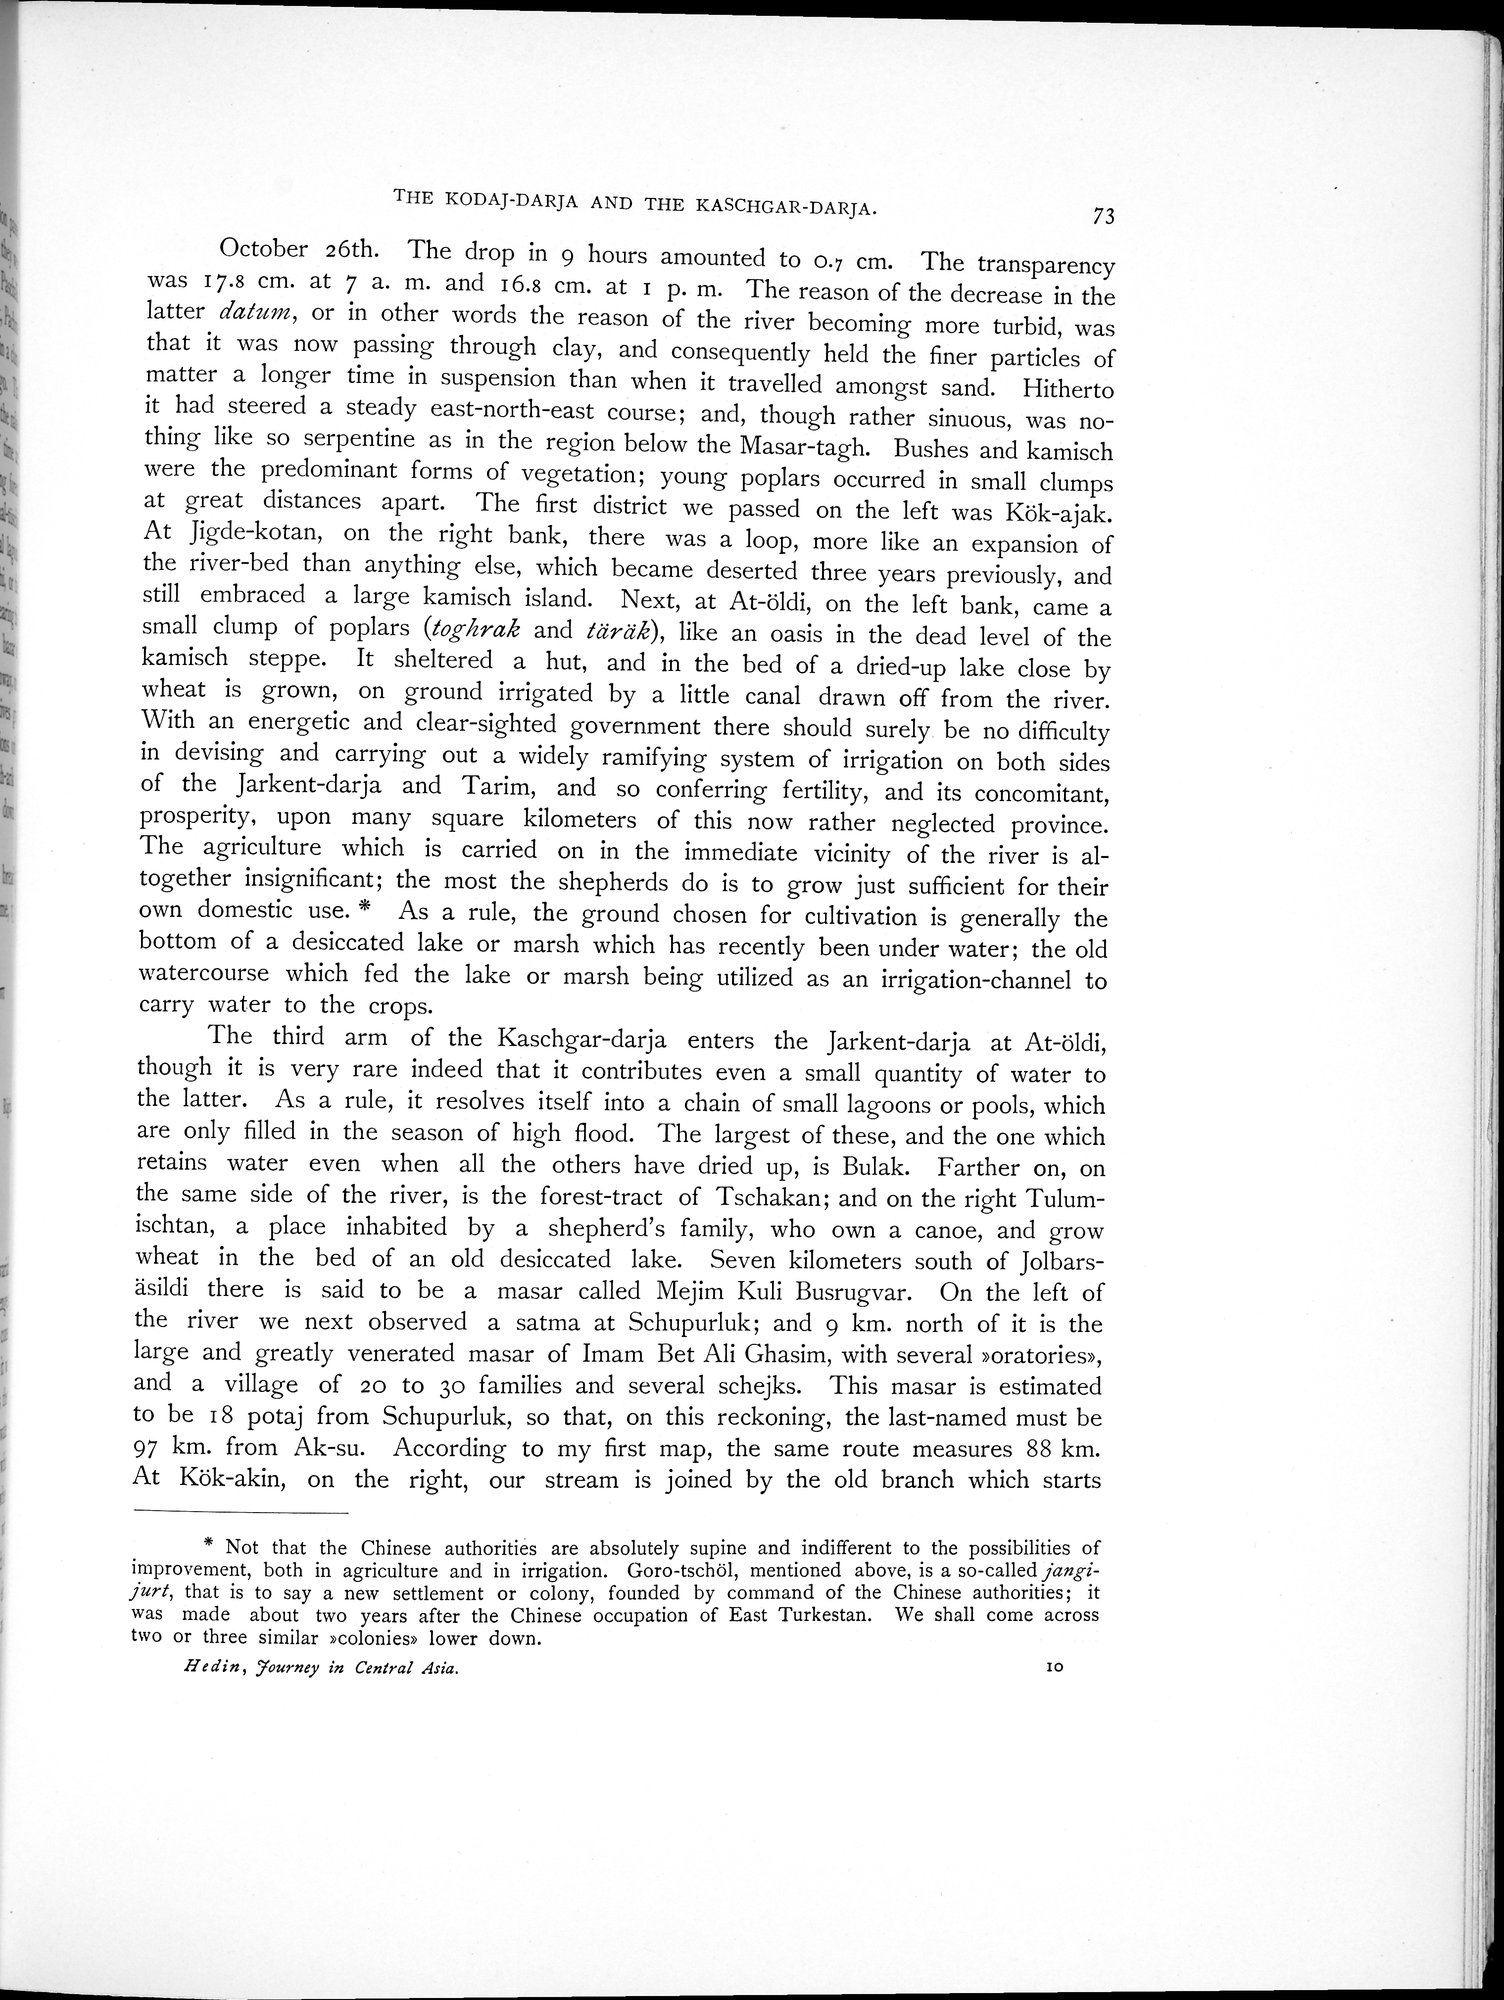 THE KODAJ-DARJA AND THE KASCHGAR-DARJA.
73
October 26th. The drop in 9 hours amounted to 0.7 cm. The transparency
was 17.8 cm. at 7 a. m. and 16.8 cm. at 1 p. m. The reason of the decrease in the
latter datum, or in other words the reason of the river becoming more turbid, was
that it was now passing through clay, and consequently held the finer particles of
matter a longer time in suspension than when it travelled amongst sand. Hitherto
it had steered a steady east-north-east course; and, though rather sinuous, was no-
thing like so serpentine as in the region below the Masar-tagh. Bushes and kamisch
were the predominant forms of vegetation; young poplars occurred in small clumps
at great distances apart. The first district we passed on the left was Kök-ajak.
At Jigde-kotan, on the right bank, there was a loop, more like an expansion of
the river-bed than anything else, which became deserted three years previously, and
still embraced a large kamisch island. Next, at At-öldi, on the left bank, came a
small clump of poplars (toghrak and täräk), like an oasis in the dead level of the
kamisch steppe. It sheltered a hut, and in the bed of a dried-up lake close by
wheat is grown, on ground irrigated by a little canal drawn off from the river.
With an energetic and clear-sighted government there should surely be no difficulty
in devising and carrying out a widely ramifying system of irrigation on both sides
of the Jarkent-darja and Tarim, and so conferring fertility, and its concomitant,
prosperity, upon many square kilometers of this now rather neglected province.
The agriculture which is carried on in the immediate vicinity of the river is al-
together insignificant; the most the shepherds do is to grow just sufficient for their
own domestic use. * As a rule, the ground chosen for cultivation is generally the
bottom of a desiccated lake or marsh which has recently been under water; the old
watercourse which fed the lake or marsh being utilized as an irrigation-channel to
carry water to the crops.
The third arm of the Kaschgar-darja enters the Jarkent-darja at At-öldi,
though it is very rare indeed that it contributes even a small quantity of water to
the latter. As a rule, it resolves itself into a chain of small lagoons or pools, which
are only filled in the season of high flood. The largest of these, and the one which
retains water even when all the others have dried up, is Bulak. Farther on, on
the same side of the river, is the forest-tract of Tschakan; and on the right Tulum-
ischtan, a place inhabited by a shepherd's family, who own a canoe, and grow
wheat in the bed of an old desiccated lake. Seven kilometers south of Jolbars-
äsildi there is said to be a masar called Mejim Kuli Busrugvar. On the left of
the river we next observed a satma at Schupurluk; and 9 km. north of it is the
large and greatly venerated masar of Imam Bet Ali Ghasim, with several »oratories»,
and a village of 20 to 30 families and several schejks. This masar is estimated
to be 18 potaj from Schupurluk, so that, on this reckoning, the last-named must be
97 km. from Ak-su. According to my first map, the same route measures 88 km.
At Kök-akin, on the right, our stream is joined by the old branch which starts
* Not that the Chinese authorities are absolutely supine and indifferent to the possibilities of
improvement, both in agriculture and in irrigation. Goro-tschöl, mentioned above, is a so-called jangi-
jurt, that is to say a new settlement or colony, founded by command of the Chinese authorities; it
was made about two years after the Chinese occupation of East Turkestan. We shall come across
two or three similar »colonies» lower down.
Hedin, Journey in Central Asia.
10